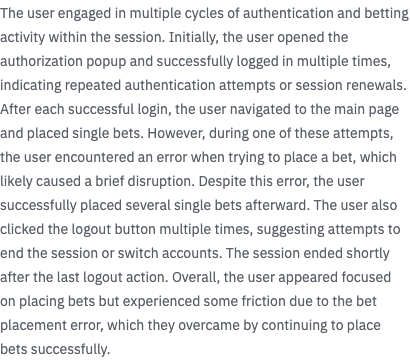 The user engaged in multiple cycles of authentication and betting
activity within the session. Initially, the user opened the
authorization popup and successfully logged in multiple times,
indicating repeated authentication attempts or session renewals.
After each successful login, the user navigated to the main page
and placed single bets. However, during one of these attempts,
the user encountered an error when trying to place a bet, which
likely caused a brief disruption. Despite this error, the user
successfully placed several single bets afterward. The user also
clicked the logout button multiple times, suggesting attempts to
end the session or switch accounts. The session ended shortly
after the last logout action. Overall, the user appeared focused
on placing bets but experienced some friction due to the bet
placement error, which they overcame by continuing to place
bets successfully.